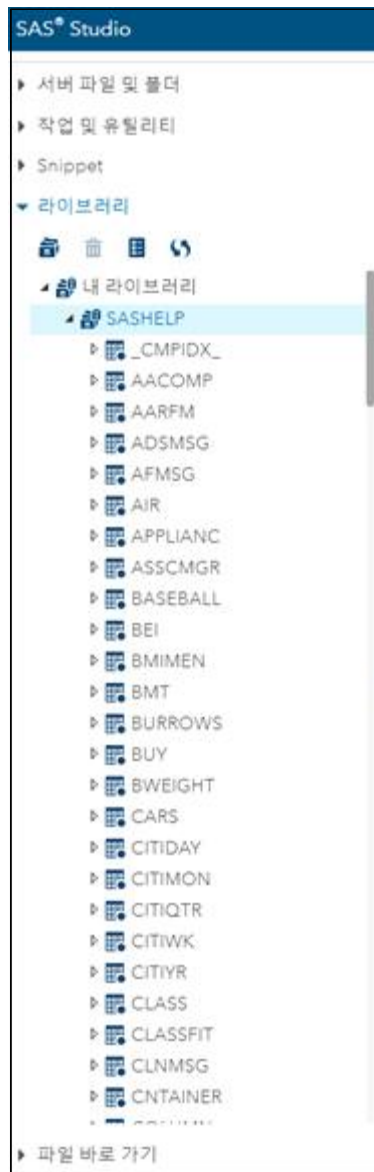 SAS® Studio
서버 파일 및 폴더
작업 및 유틸리티
Snippet
라이브러리
내 라이브러리
SASHELP
_CMPIDX_
AACOMP
AARFM
ADSMSG
AFMSG
AIR
APPLIANC
ASSCMGR
BASEBALL
BEI
BMIMEN
BMT
BURROWS
BUY
BWEIGHT
CARS
CITIDAY
CITIMON
CITIQTR
CITIWK
CITIYR
CLASS
CLASSFIT
CLNMSG
CNTAINER
파일 바로 가기